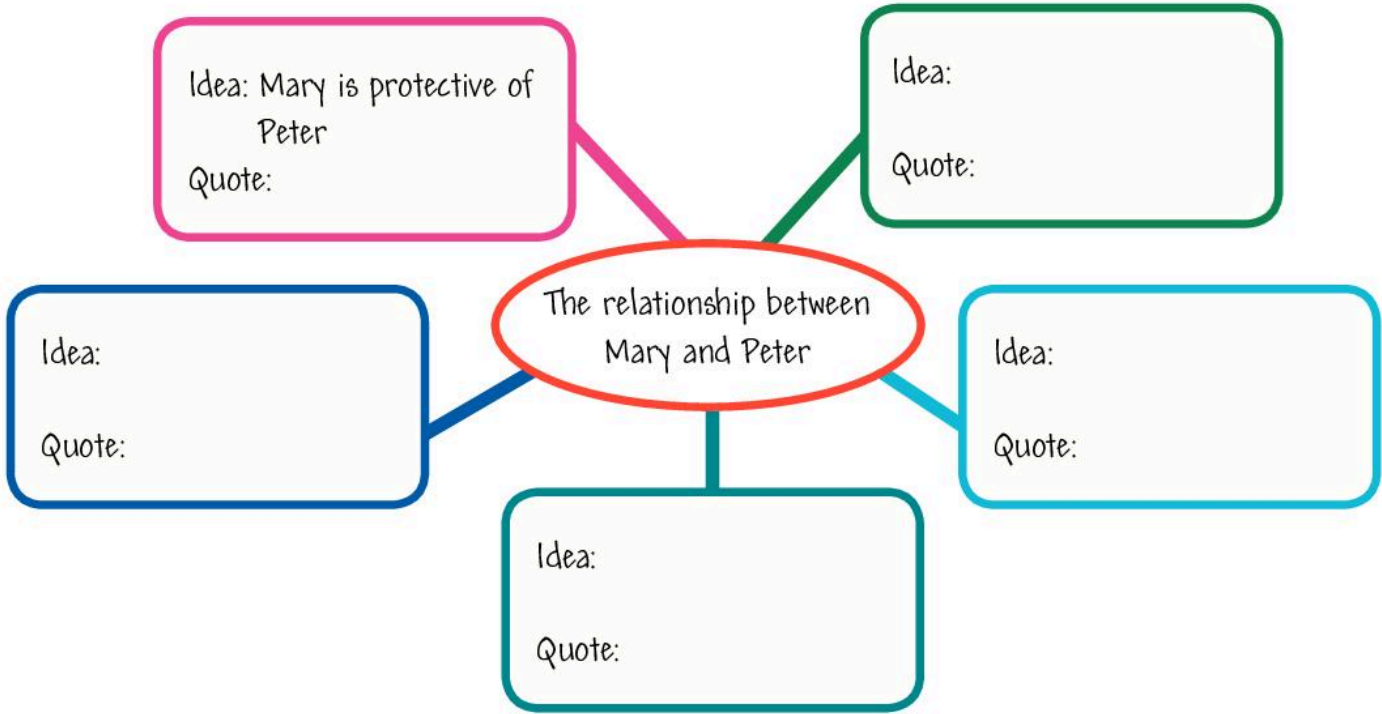 Idea: Mary is protective of
Peter
Quote:
Idea:
Quote:
The relationship between
Mary and Peter
Idea:
Quote:
Idea:
Quote:
Idea:
Quote: